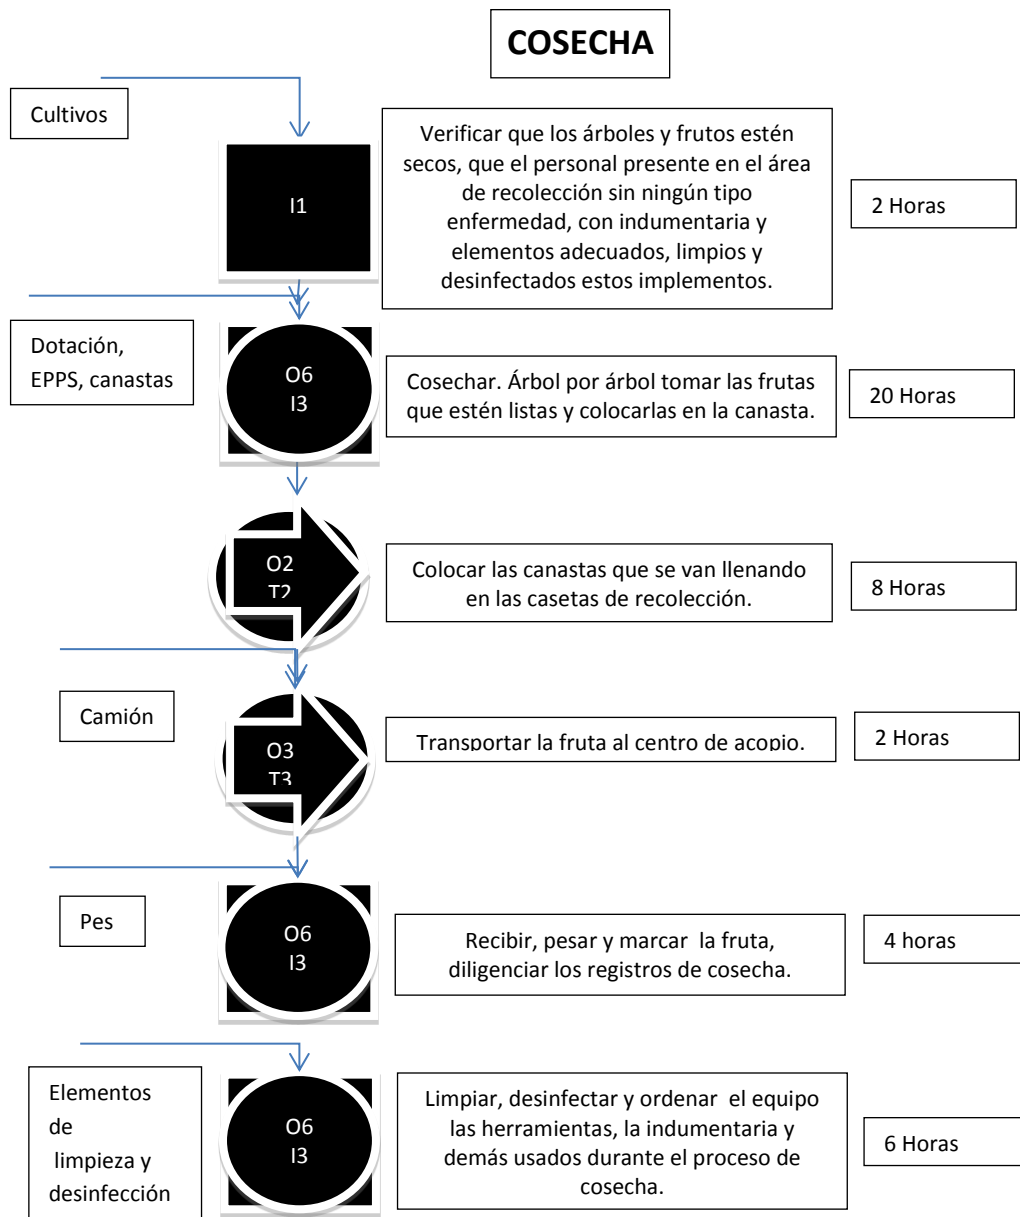 COSECHA
Cultivos
I1
Verificar que los árboles y frutos estén
secos, que el personal presente en el área
de recolección sin ningún tipo
enfermedad, con indumentaria y
elementos adecuados, limpios y
desinfectados estos implementos.
2 Horas
Dotación,
EPPS, canastas
O6
I3
Cosechar. Árbol por árbol tomar las frutas
que estén listas y colocarlas en la canasta.
20 Horas
O2
T2
Colocar las canastas que se van llenando
en las casetas de recolección.
8 Horas
Camión
O3
T3
Transportar la fruta al centro de acopio.
2 Horas
Pes
O6
I3
Recibir, pesar y marcar la fruta,
diligenciar los registros de cosecha.
4 horas
Elementos
de
limpieza y
desinfección
O6
I3
Limpiar, desinfectar y ordenar el equipo
las herramientas, la indumentaria y
demás usados durante el proceso de
cosecha.
6 Horas